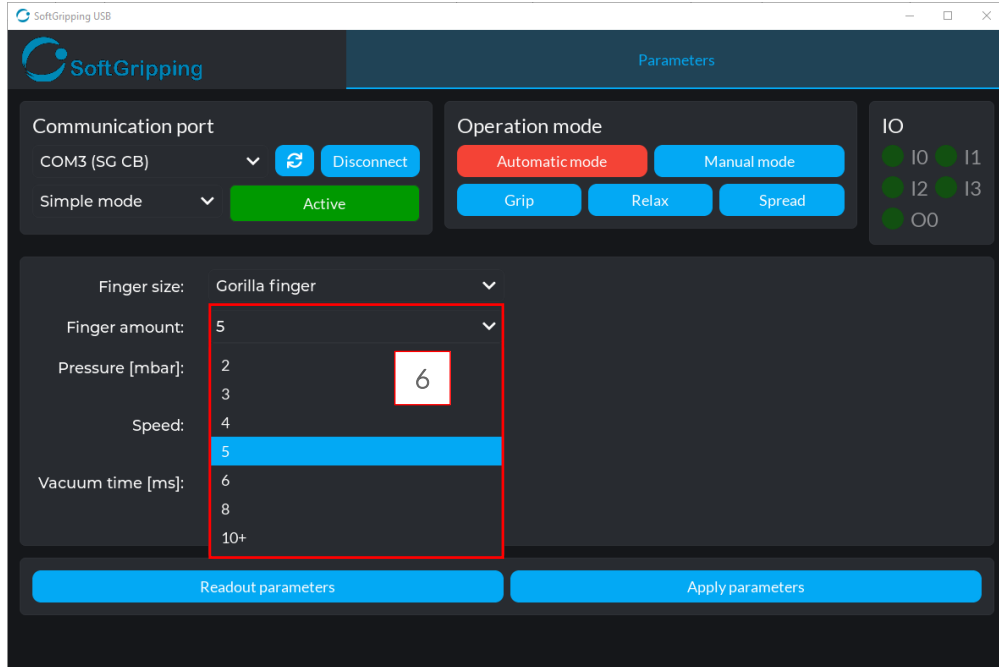 SoftGripping USB
SoftGripping
Parameters
Communication port
COM3 (SG CB)
Disconnect
Simple mode
Active
Operation mode
Automatic mode
Manual mode
Grip
Relax
Spread
IO
I0 I1
I2 I3
O0
Finger size:
Gorilla finger
Finger amount:
5
Pressure [mbar]:
Speed:
Vacuum time [ms]:
2
3
4
5
6
8
10+
6
Readout parameters
Apply parameters